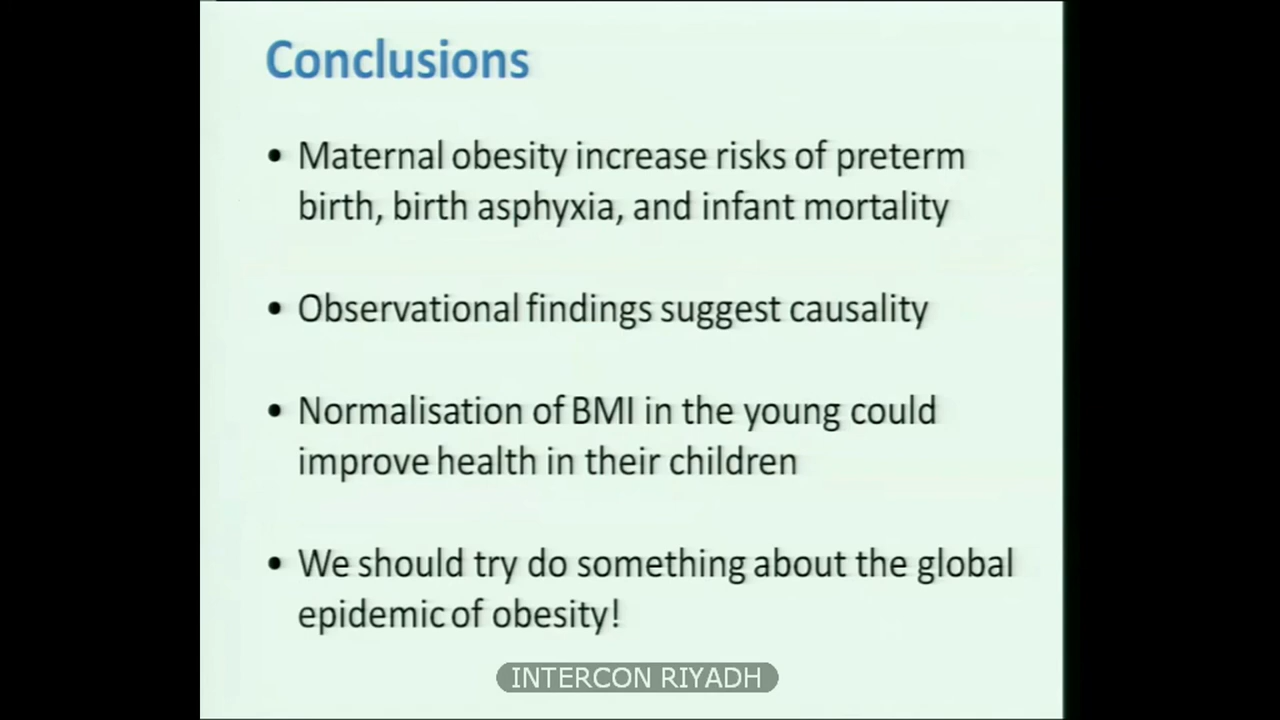 Conclusions
• Maternal obesity increase risks of preterm
birth, birth asphyxia, and infant mortality
• Observational findings suggest causality
• Normalisation of BMI in the young could
improve health in their children
• We should try do something about the global
epidemic of obesity!
INTERCON RIYADH